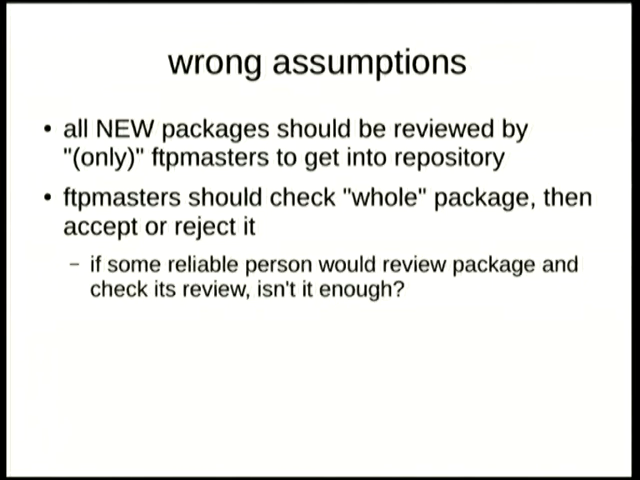 wrong assumptions
• all NEW packages should be reviewed by
"(only)" ftpmasters to get into repository
• ftpmasters should check "whole" package, then
accept or reject it
– if some reliable person would review package and
check its review, isn't it enough?